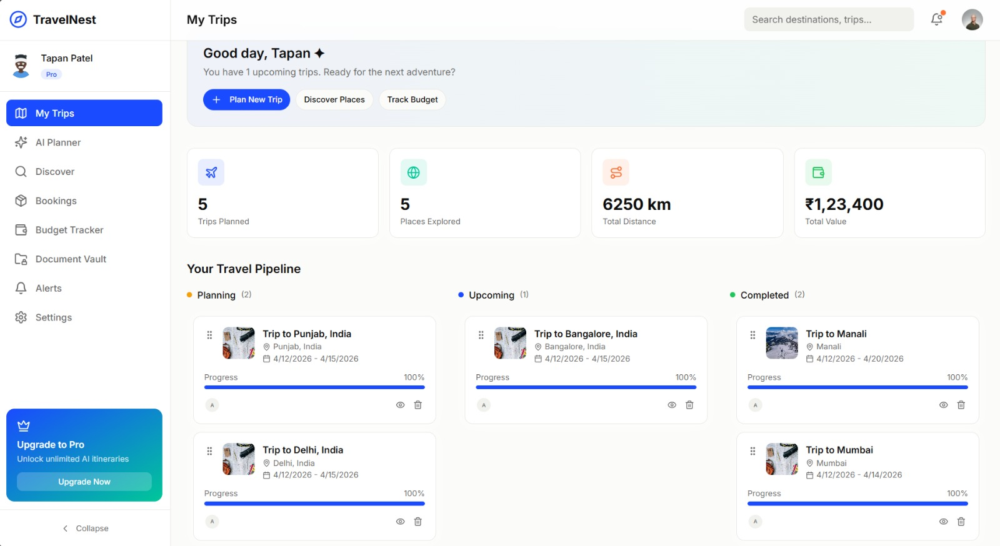 TravelNest
My Trips
Search destinations, trips...
Tapan Patel
Pro
My Trips
AI Planner
Discover
Bookings
Budget Tracker
Document Vault
Alerts
Settings
Upgrade to Pro
Unlock unlimited AI itineraries
Upgrade Now
Collapse
Good day, Tapan ✦
You have 1 upcoming trips. Ready for the next adventure?
+ Plan New Trip
Discover Places
Track Budget
5
Trips Planned
5
Places Explored
6250 km
Total Distance
₹1,23,400
Total Value
Your Travel Pipeline
Planning (2)
Trip to Punjab, India
Punjab, India
4/12/2026 - 4/15/2026
Progress 100%
A
Trip to Delhi, India
Delhi, India
4/12/2026 - 4/15/2026
Progress 100%
A
Upcoming (1)
Trip to Bangalore, India
Bangalore, India
4/12/2026 - 4/15/2026
Progress 100%
A
Completed (2)
Trip to Manali
Manali
4/12/2026 - 4/20/2026
Progress 100%
A
Trip to Mumbai
Mumbai
4/12/2026 - 4/14/2026
Progress 100%
A